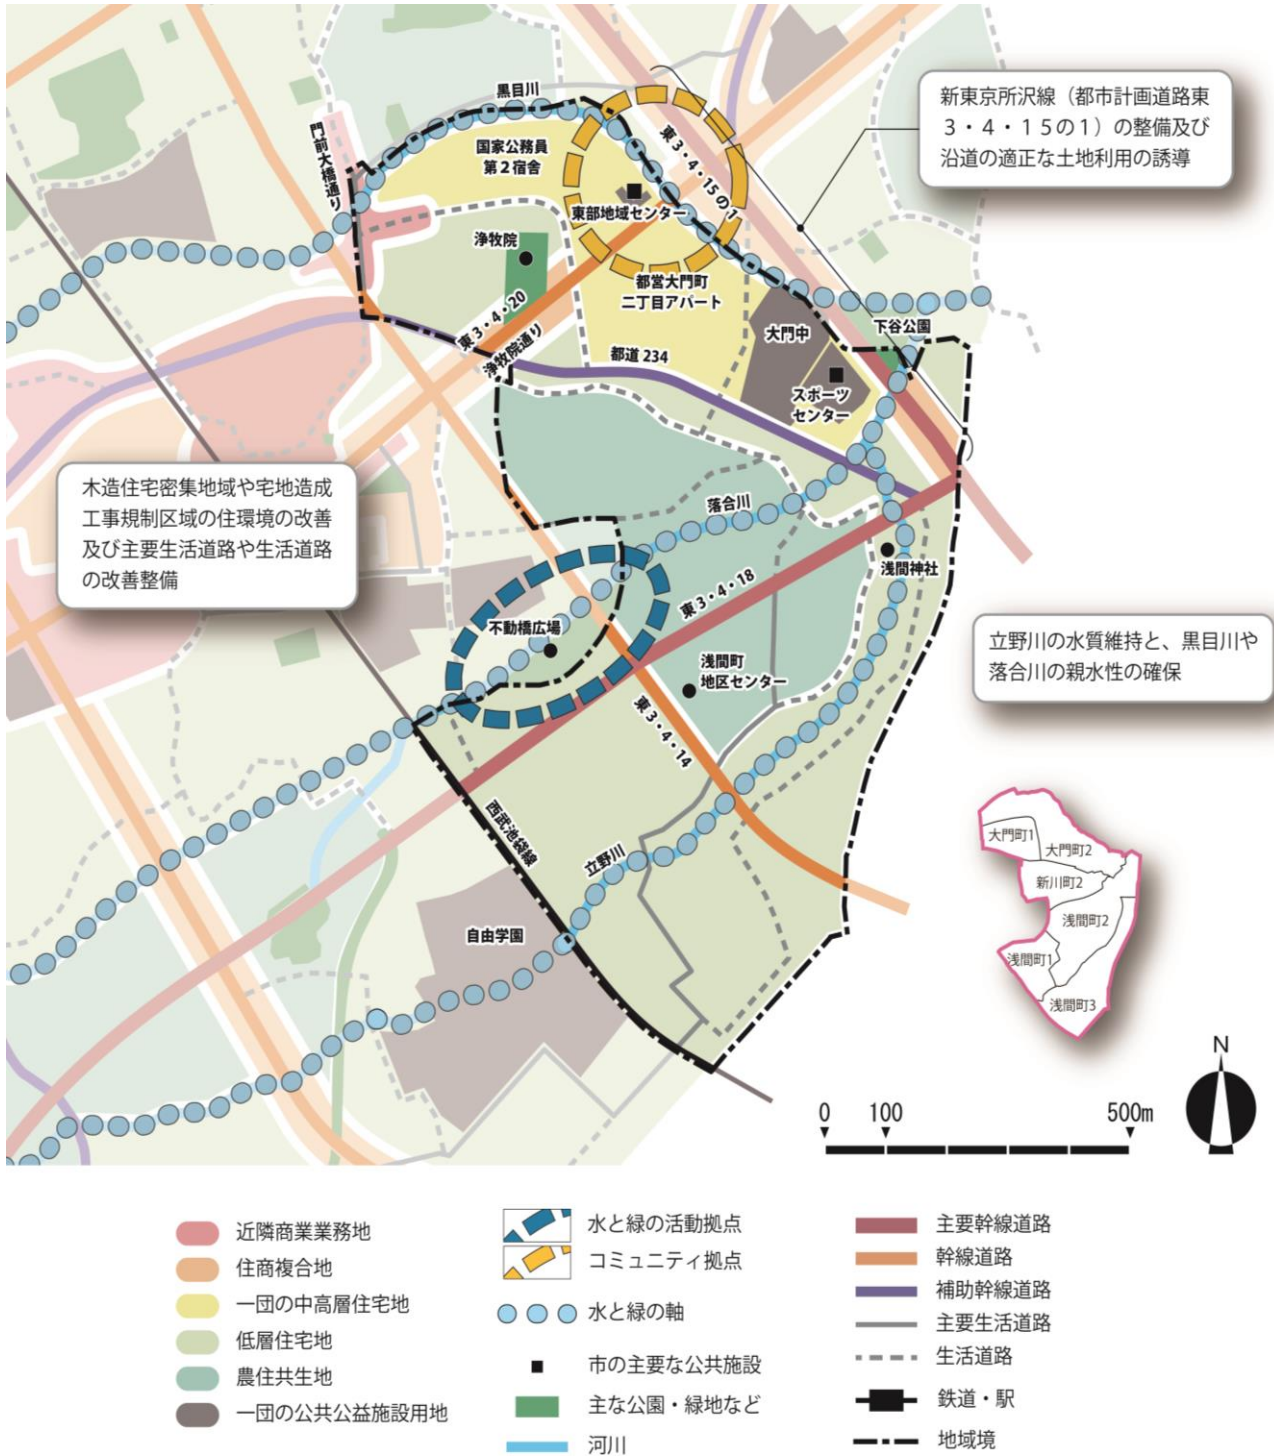 黒目川
門前大橋通り
国家公務員
第2宿舎
東3・4・15の1
新東京所沢線（都市計画道路東
3・4・15の1）の整備及び
沿道の適正な土地利用の誘導
東部地域センター
浄牧院
都営大門町
二丁目アパート
東3・4・20
浄牧院通り
大門中
下谷公園
都道234
スポーツ
センター
木造住宅密集地域や宅地造成
工事規制区域の住環境の改善
及び主要生活道路や生活道路
の改善整備
落合川
浅間神社
東3・4・18
不動橋広場
浅間町
地区センター
立野川の水質維持と、黒目川や
落合川の親水性の確保
東3・4・14
西武池袋線
立野川
自由学園
大門町1
大門町2
新川町2
浅間町2
浅間町1
浅間町3
N
0 100 500m
近隣商業業務地
住商複合地
一団の中高層住宅地
低層住宅地
農住共生地
一団の公共公益施設用地
水と緑の活動拠点
コミュニティ拠点
水と緑の軸
市の主要な公共施設
主な公園・緑地など
河川
主要幹線道路
幹線道路
補助幹線道路
主要生活道路
生活道路
鉄道・駅
地域境